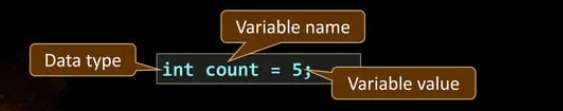 Variable name
Data type
int count = 5;
Variable value